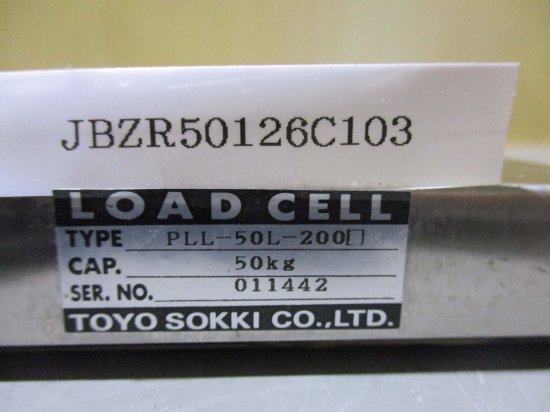 JBZR50126C103
LOAD CELL
TYPE PLL-50L-200□
CAP. 50kg
SER. NO. 011442
TOYO SOKKI CO.,LTD.